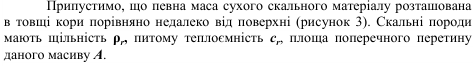 Припустимо, що певна маса сухого скального матеріалу розташована
в товщі кори порівняно недалеко від поверхні (рисунок 3). Скальні породи
мають щільність ρr, питому теплоємність cr, площа поперечного перетину
даного масиву A.